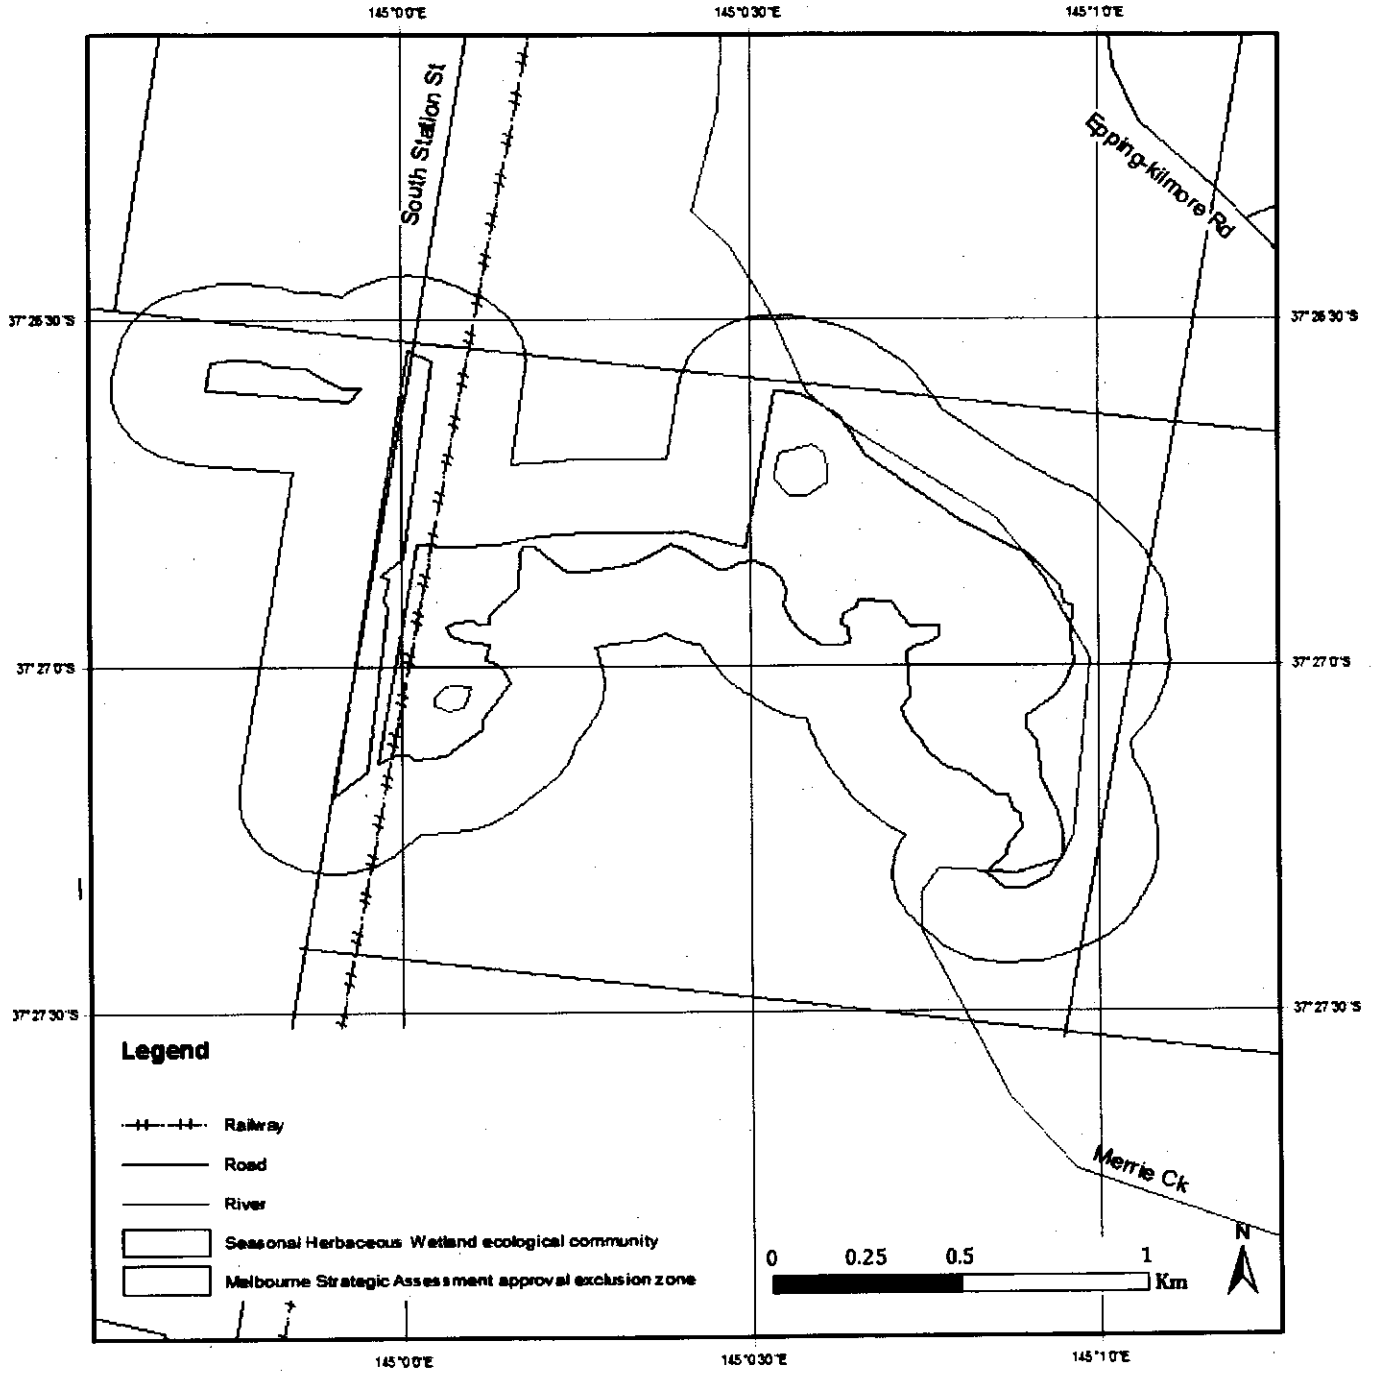 145°0'0"E 145°0'30"E 145°1'0"E
South Station St
Epping-kilmore Rd
37°26'30"S 37°26'30"S
37°27'0"S 37°27'0"S
37°27'30"S 37°27'30"S
Legend
Railway
Road
River
Seasonal Herbaceous Wetland ecological community
Melbourne Strategic Assessment approval exclusion zone
Merrie Ck
N
0 0.25 0.5 1
Km
145°0'0"E 145°0'30"E 145°1'0"E